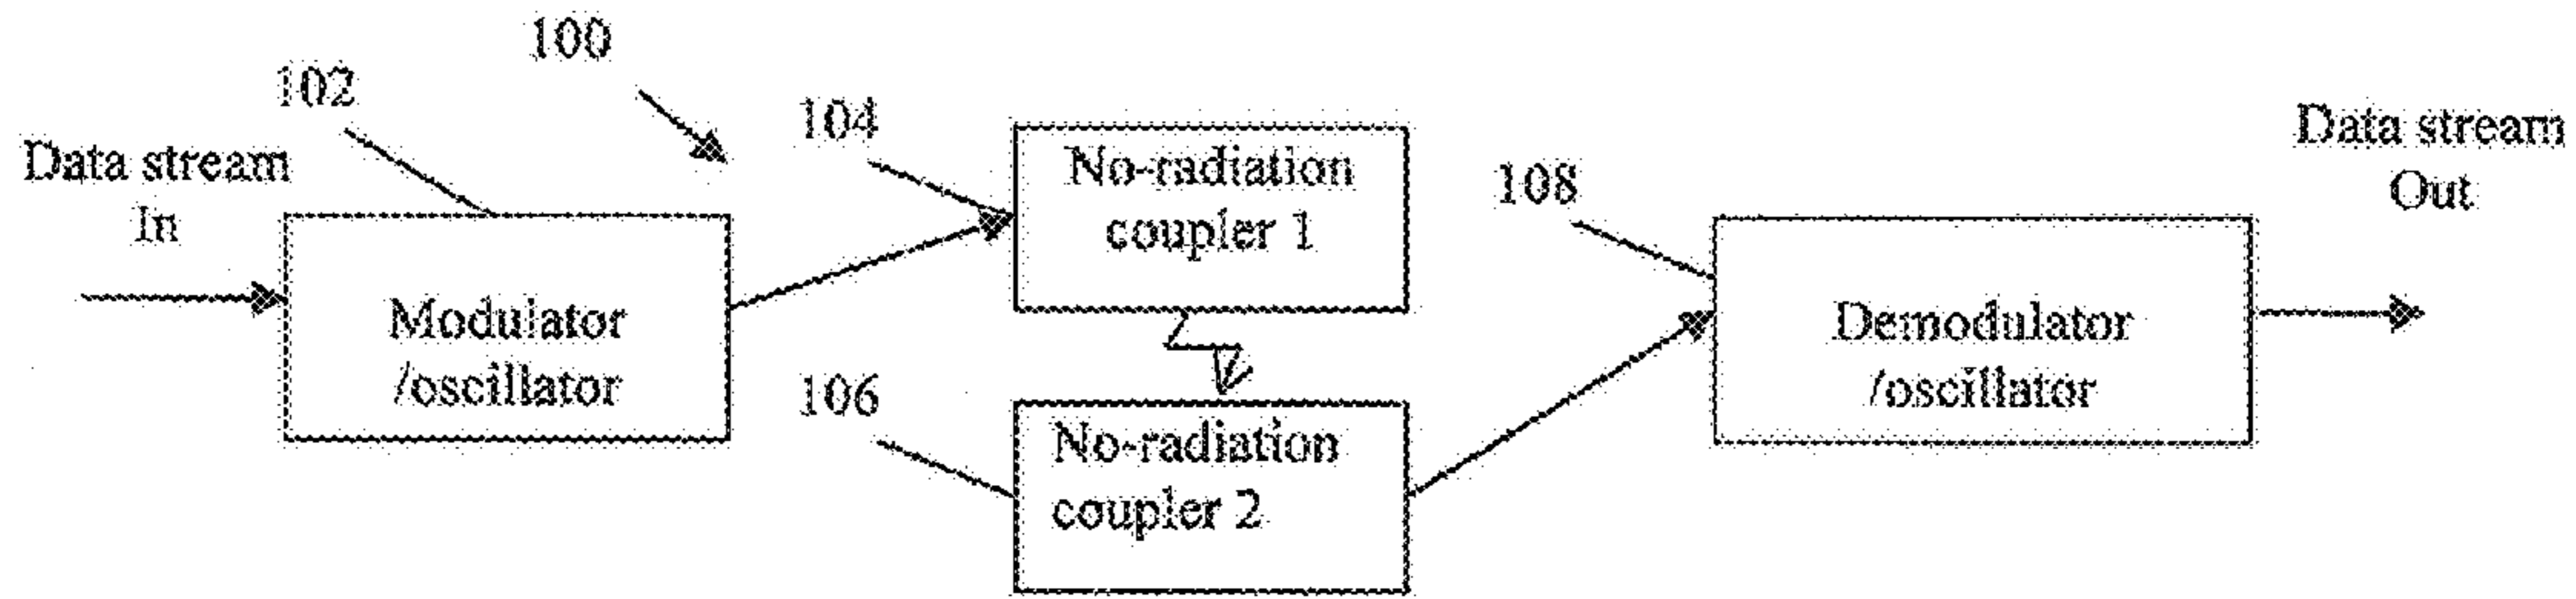 100
102
104
Data stream
In
Modulator
/oscillator
No-radiation
coupler 1
106
No-radiation
coupler 2
108
Demodulator
/oscillator
Data stream
Out